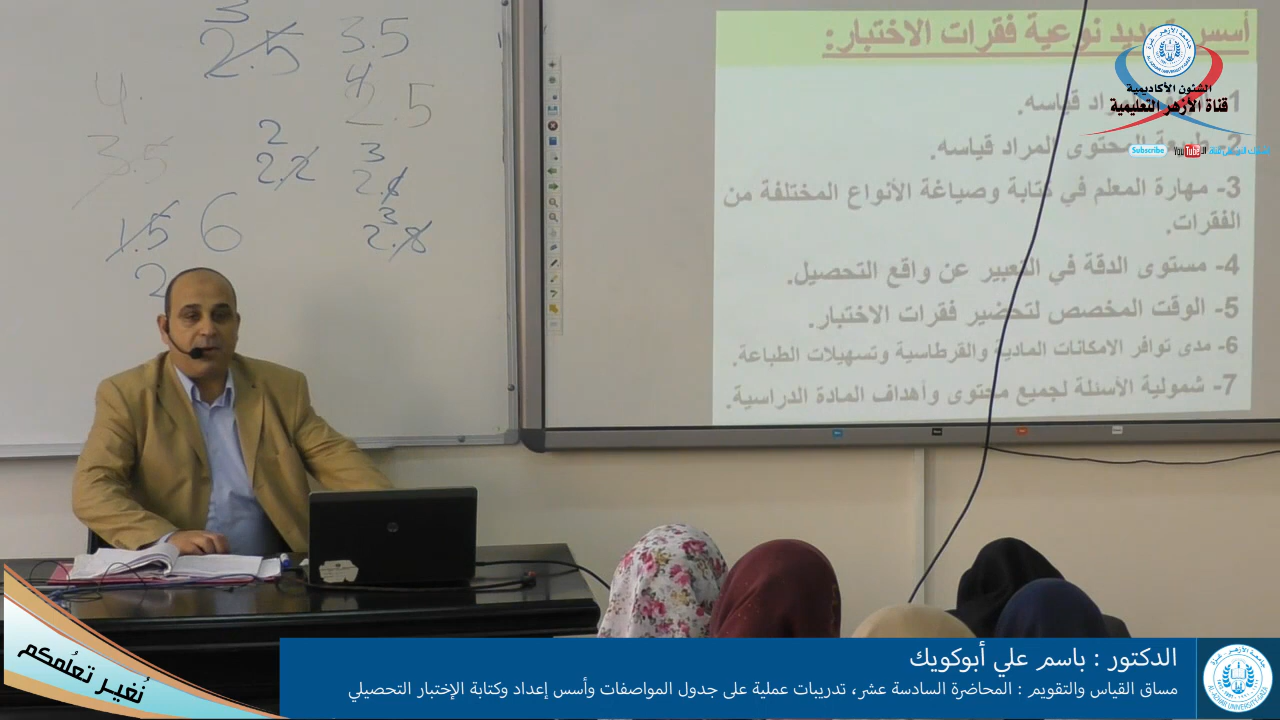 3
2.5
3.5
4
2.5
4.
3.5
2
2.2
3
2.4
3
2.8
1.5
6
2
أسس نوعية فقرات الاختبار:
1- المراد قياسه.
2- طبيعة المحتوى المراد قياسه.
3- مهارة المعلم في كتابة وصياغة الأنواع المختلفة من
الفقرات.
4- مستوى الدقة في التعبير عن واقع التحصيل.
5- الوقت المخصص لتحضير فقرات الاختبار.
6- مدى توافر الامكانات المادية والقرطاسية وتسهيلات الطباعة.
7- شمولية الأسئلة لجميع محتوى وأهداف المادة الدراسية.
الشئون الأكاديمية
قناة الأزهر التعليمية
Subscribe
YouTube
hp
نُغير تعلُمكم
الدكتور : باسم علي أبوكويك
مساق القياس والتقويم : المحاضرة السادسة عشر، تدريبات عملية على جدول المواصفات وأسس إعداد وكتابة الإختبار التحصيلي